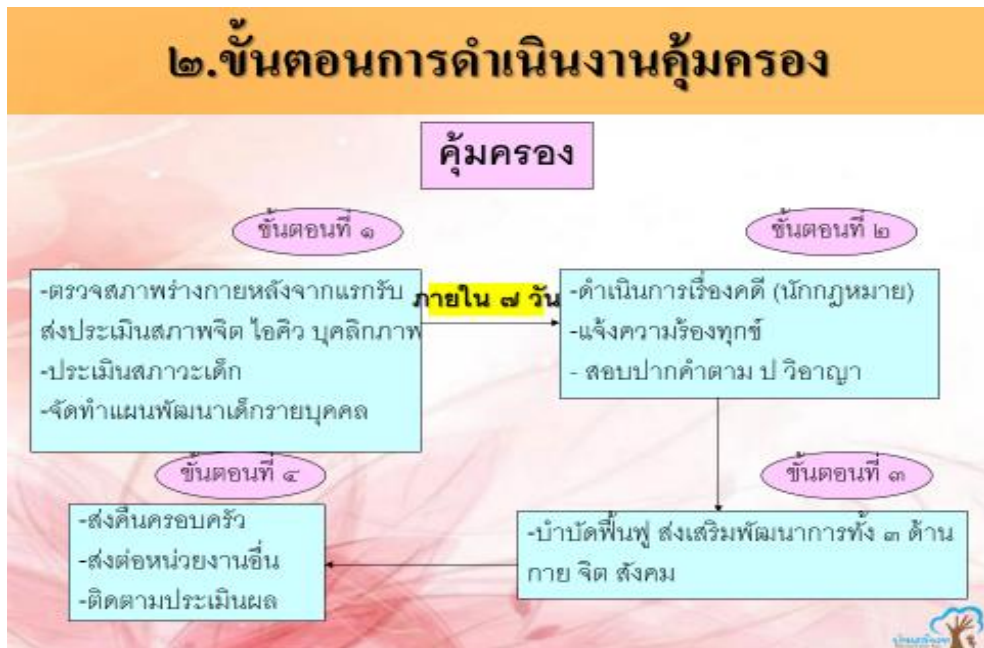 ๒.ขั้นตอนการดำเนินงานคุ้มครอง
คุ้มครอง
ขั้นตอนที่ ๑
-ตรวจสภาพร่างกายหลังจากแรกรับ
ส่งประเมินสภาพจิต ไอคิว บุคลิกภาพ
-ประเมินสภาวะเด็ก
-จัดทำแผนพัฒนาเด็กรายบุคคล
ภายใน ๗ วัน
ขั้นตอนที่ ๒
-ดำเนินการเรื่องคดี (นักกฎหมาย)
-แจ้งความร้องทุกข์
- สอบปากคำตาม ป วิอาญา
ขั้นตอนที่ ๓
-บำบัดฟื้นฟู ส่งเสริมพัฒนาการทั้ง ๓ ด้าน
กาย จิต สังคม
ขั้นตอนที่ ๔
-ส่งคืนครอบครัว
-ส่งต่อหน่วยงานอื่น
-ติดตามประเมินผล